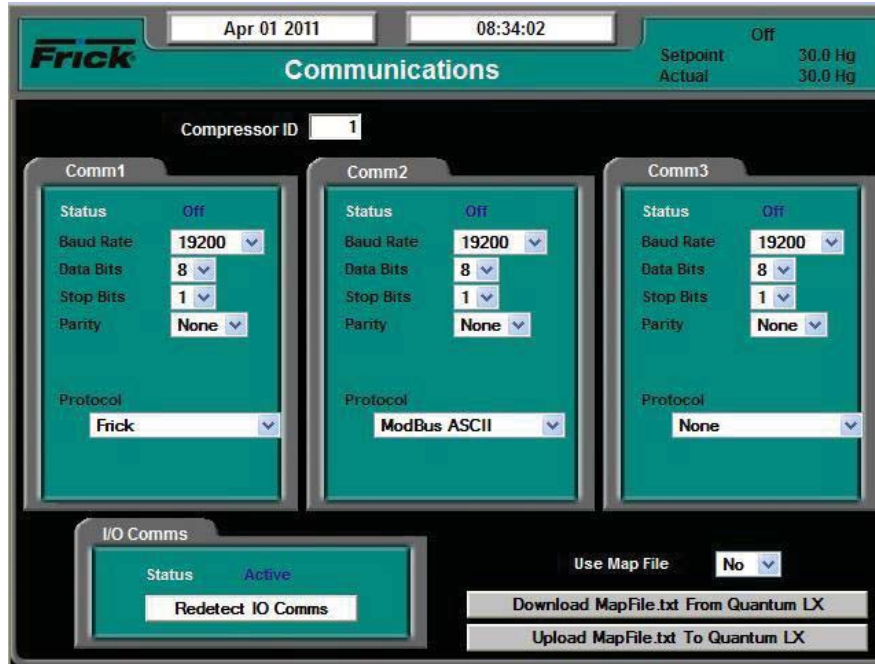 Frick
Apr 01 2011
08:34:02
Communications
Off
Setpoint 30.0 Hg
Actual 30.0 Hg
Compressor ID 1
Comm1
Status Off
Baud Rate 19200
Data Bits 8
Stop Bits 1
Parity None
Protocol
Frick
Comm2
Status Off
Baud Rate 19200
Data Bits 8
Stop Bits 1
Parity None
Protocol
ModBus ASCII
Comm3
Status Off
Baud Rate 19200
Data Bits 8
Stop Bits 1
Parity None
Protocol
None
I/O Comms
Status Active
Redetect IO Comms
Use Map File No
Download MapFile.txt From Quantum LX
Upload MapFile.txt To Quantum LX